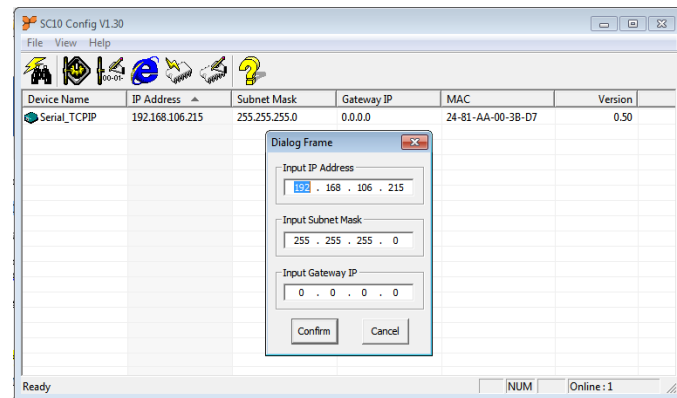 SC10 Config V1.30
File View Help
00-01-
Device Name IP Address Subnet Mask Gateway IP MAC Version
Serial_TCPIP 192.168.106.215 255.255.255.0 0.0.0.0 24-81-AA-00-3B-D7 0.50
Dialog Frame
Input IP Address
192 . 168 . 106 . 215
Input Subnet Mask
255 . 255 . 255 . 0
Input Gateway IP
0 . 0 . 0 . 0
Confirm Cancel
Ready NUM Online : 1